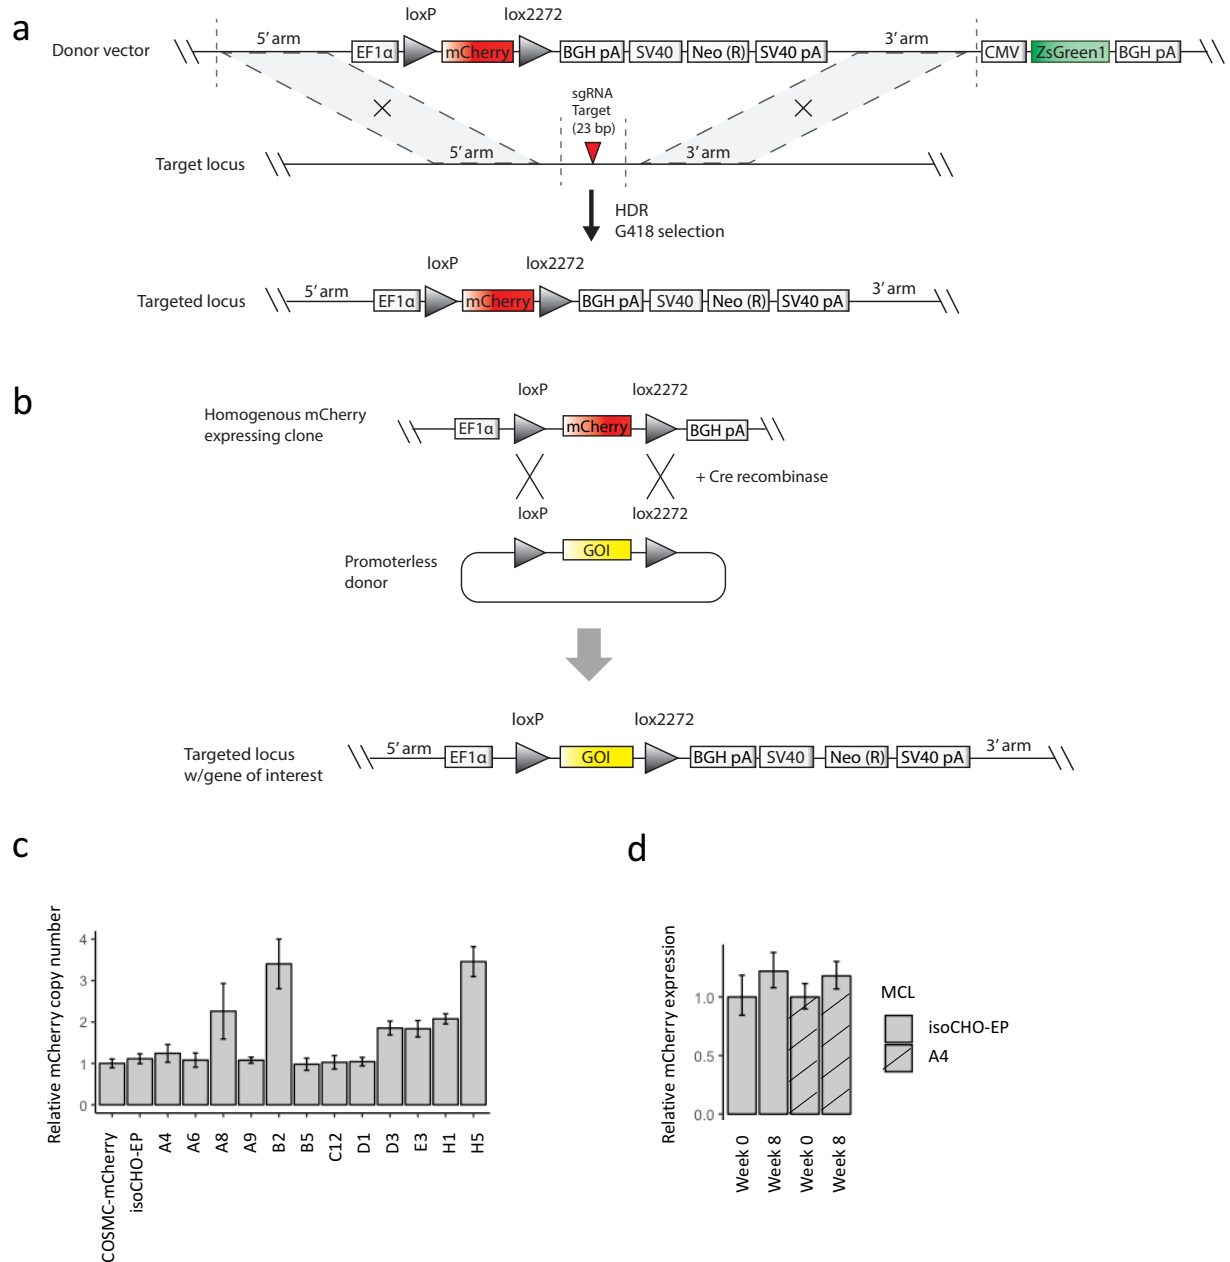 a
loxP lox2272
Donor vector 5’ arm EF1α mCherry BGH pA SV40 Neo (R) SV40 pA 3’ arm CMV ZsGreen1 BGH pA
sgRNA
Target
(23 bp)
Target locus 5’ arm 3’ arm
HDR
G418 selection
loxP lox2272
Targeted locus 5’ arm EF1α mCherry BGH pA SV40 Neo (R) SV40 pA 3’ arm
b
loxP lox2272
Homogenous mCherry
expressing clone
EF1α mCherry BGH pA
+ Cre recombinase
loxP lox2272
GOI
Promoterless
donor
loxP lox2272
Targeted locus
w/gene of interest
5’ arm EF1α GOI BGH pA SV40 Neo (R) SV40 pA 3’ arm
c
Relative mCherry copy number
4
3
2
1
0
COSMC-mCherry isoCHO-EP A4 A6 A8 A9 B2 B5 C12 D1 D3 E3 H1 H5
d
Relative mCherry expression
1.0
0.5
0.0
Week 0 Week 8 Week 0 Week 8
MCL
isoCHO-EP
A4